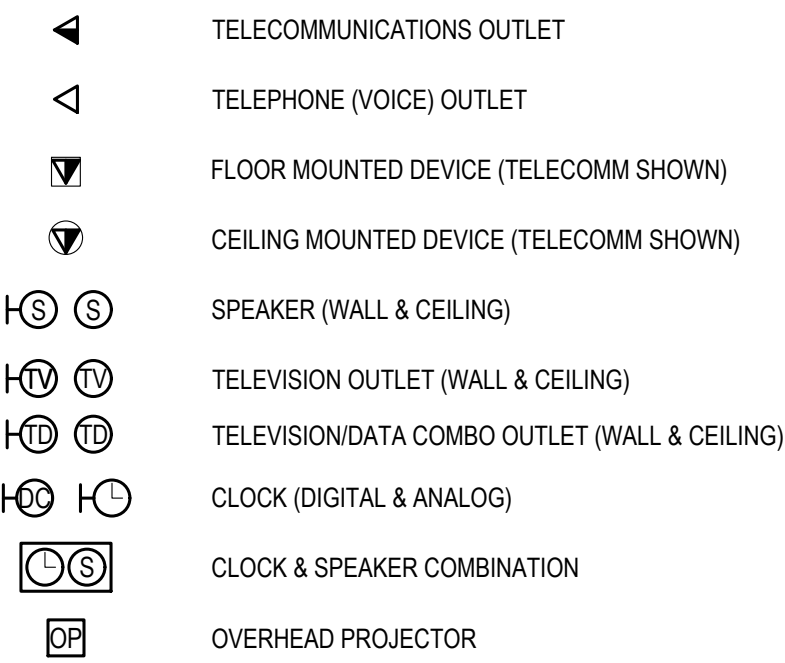 TELECOMMUNICATIONS OUTLET
TELEPHONE (VOICE) OUTLET
FLOOR MOUNTED DEVICE (TELECOMM SHOWN)
CEILING MOUNTED DEVICE (TELECOMM SHOWN)
S S SPEAKER (WALL & CEILING)
TV TV TELEVISION OUTLET (WALL & CEILING)
TD TD TELEVISION/DATA COMBO OUTLET (WALL & CEILING)
DC CLOCK (DIGITAL & ANALOG)
S CLOCK & SPEAKER COMBINATION
OP OVERHEAD PROJECTOR